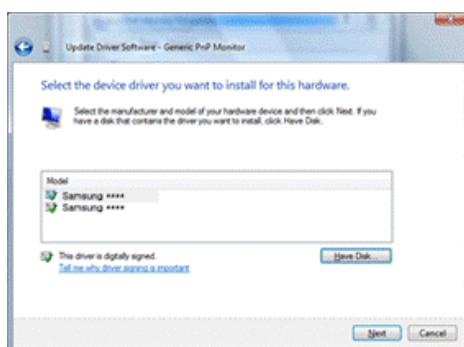 Update Driver Software - Generic PnP Monitor
Select the device driver you want to install for this hardware.
Select the manufacturer and model of your hardware device and then click Next. If you
have a disk that contains the driver you want to install, click Have Disk.
Model
Samsung ****
Samsung ****
This driver is digitally signed.
Have Disk...
Tell me why driver signing is important
Next
Cancel